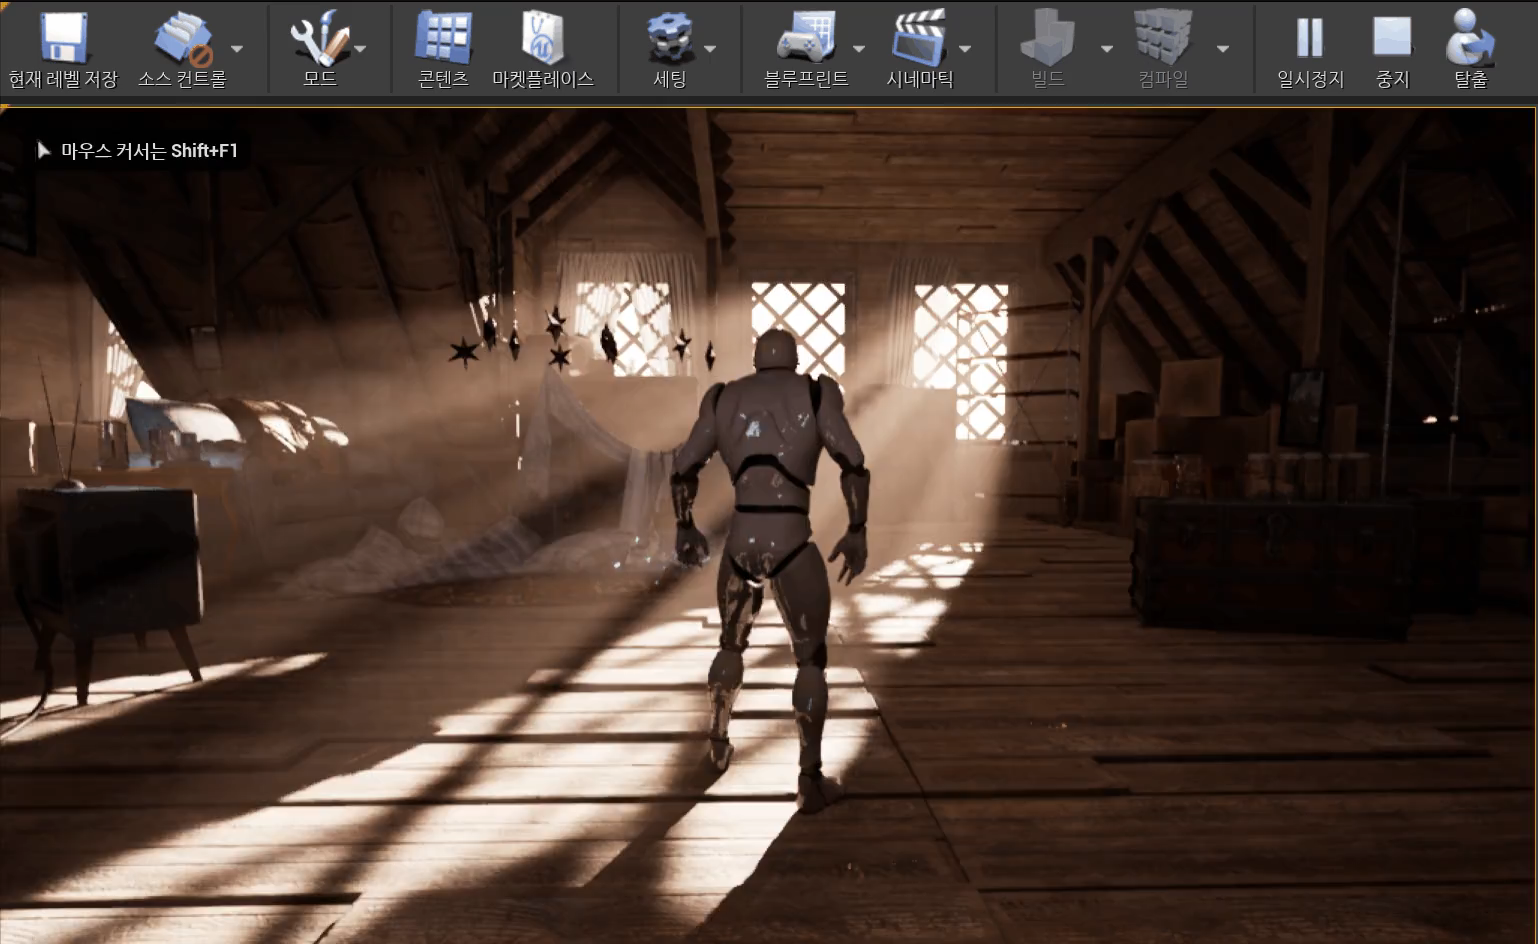 현재 레벨 저장
소스 컨트롤
모드
콘텐츠
마켓플레이스
세팅
블루프린트
시네마틱
빌드
컴파일
일시정지
중지
탈출
마우스 커서는 Shift+F1